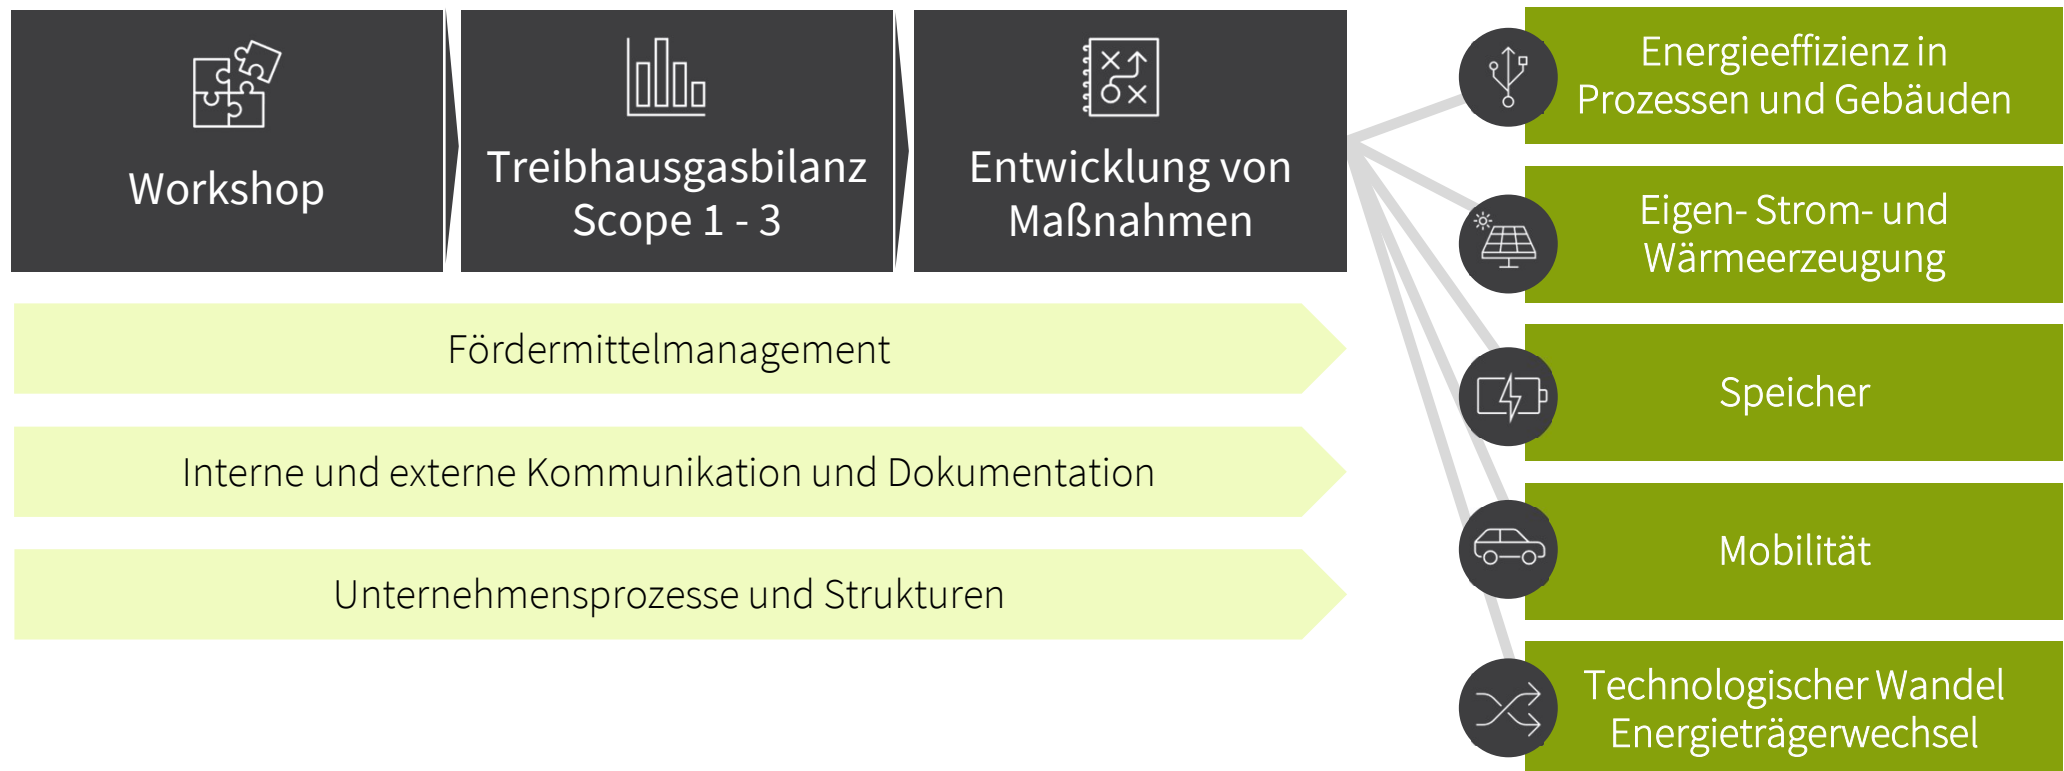 Workshop
Treibhausgasbilanz
Scope 1 - 3
Entwicklung von
Maßnahmen
Fördermittelmanagement
Interne und externe Kommunikation und Dokumentation
Unternehmensprozesse und Strukturen
Energieeffizienz in
Prozessen und Gebäuden
Eigen- Strom- und
Wärmeerzeugung
Speicher
Mobilität
Technologischer Wandel
Energieträgerwechsel